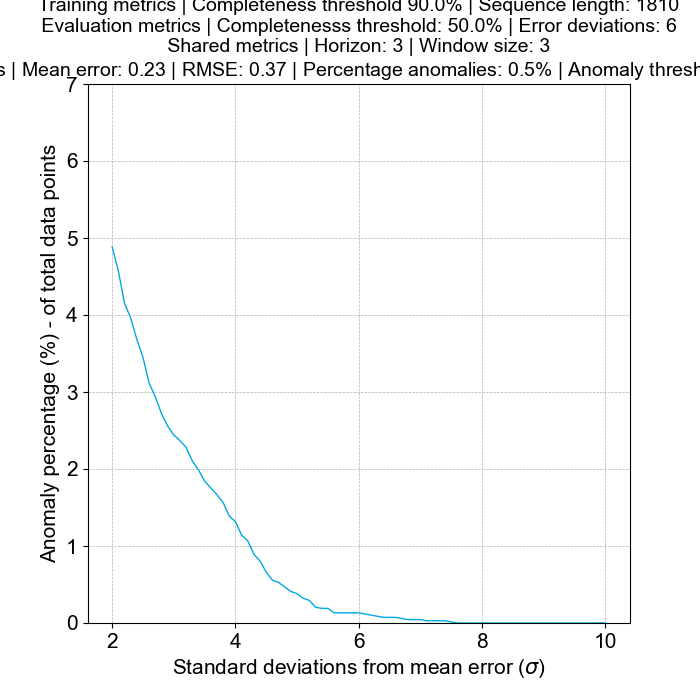 Training metrics | Completeness threshold 90.0% | Sequence length: 1810
Evaluation metrics | Completenesss threshold: 50.0% | Error deviations: 6
Shared metrics | Horizon: 3 | Window size: 3
s | Mean error: 0.23 | RMSE: 0.37 | Percentage anomalies: 0.5% | Anomaly thresh
7
6
5
4
3
2
1
0
Anomaly percentage (%) - of total data points
2 4 6 8 10
Standard deviations from mean error (σ)